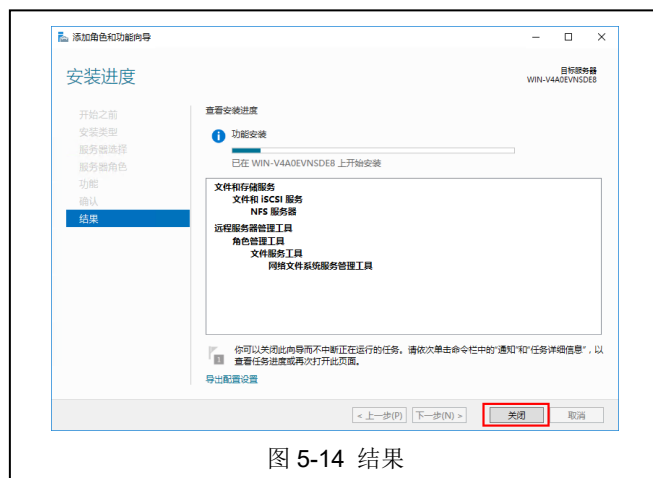 添加角色和功能向导
安装进度
目标服务器
WIN-V4A0EVNSDE8
开始之前
安装类型
服务器选择
服务器角色
功能
确认
结果
查看安装进度
功能安装
已在 WIN-V4A0EVNSDE8 上开始安装
文件和存储服务
文件和 iSCSI 服务
NFS 服务器
远程服务器管理工具
角色管理工具
文件服务工具
网络文件系统服务管理工具
你可以关闭此向导而不中断正在运行的任务。请依次单击命令栏中的"通知"和"任务详细信息"，以
查看任务进度或再次打开此页面。
导出配置设置
< 上一步(P) 下一步(N) > 关闭 取消
图 5-14 结果